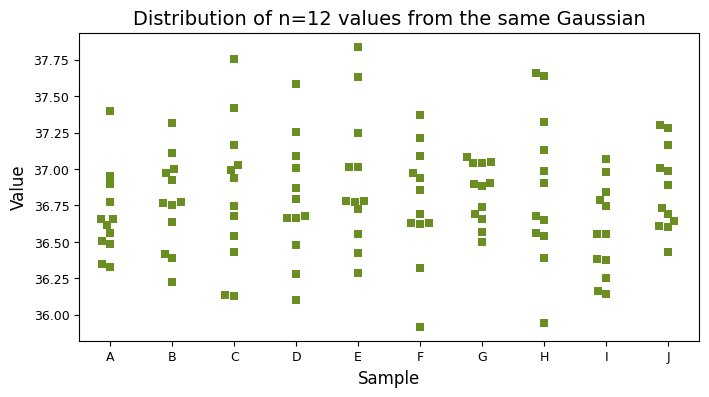 Distribution of n=12 values from the same Gaussian
Value
37.75
37.50
37.25
37.00
36.75
36.50
36.25
36.00
A B C D E F G H I J
Sample